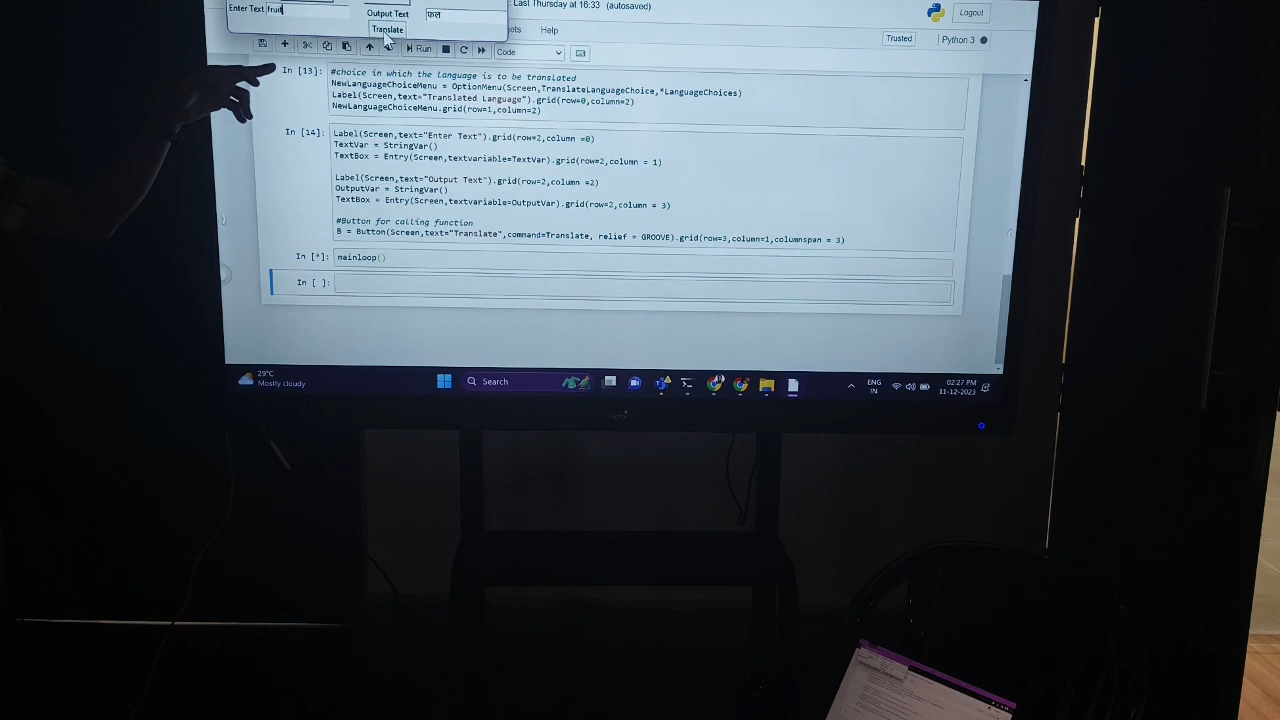 Last Thursday at 16:33 (autosaved)
Logout
Enter Text fruit
Output Text फल
Translate
Help
Trusted
Python 3
Run
Code
In [13]:
#choice in which the Language is to be translated
NewLanguageChoiceMenu = OptionMenu(Screen,TranslateLanguageChoice,*LanguageChoices)
Label(Screen,text="Translated Language").grid(row=0,column=2)
NewLanguageChoiceMenu.grid(row=1,column=2)
In [14]:
Label(Screen,text="Enter Text").grid(row=2,column =0)
TextVar = StringVar()
TextBox = Entry(Screen,textvariable=TextVar).grid(row=2,column = 1)
Label(Screen,text="Output Text").grid(row=2,column =2)
OutputVar = StringVar()
TextBox = Entry(Screen,textvariable=OutputVar).grid(row=2,column = 3)
#Button for calling function
B = Button(Screen,text="Translate",command=Translate, relief = GROOVE).grid(row=3,column=1,columnspan = 3)
In [*]: mainloop()
In [ ]:
29°C
Mostly cloudy
Search
ENG
IN
02:27 PM
11-12-2023